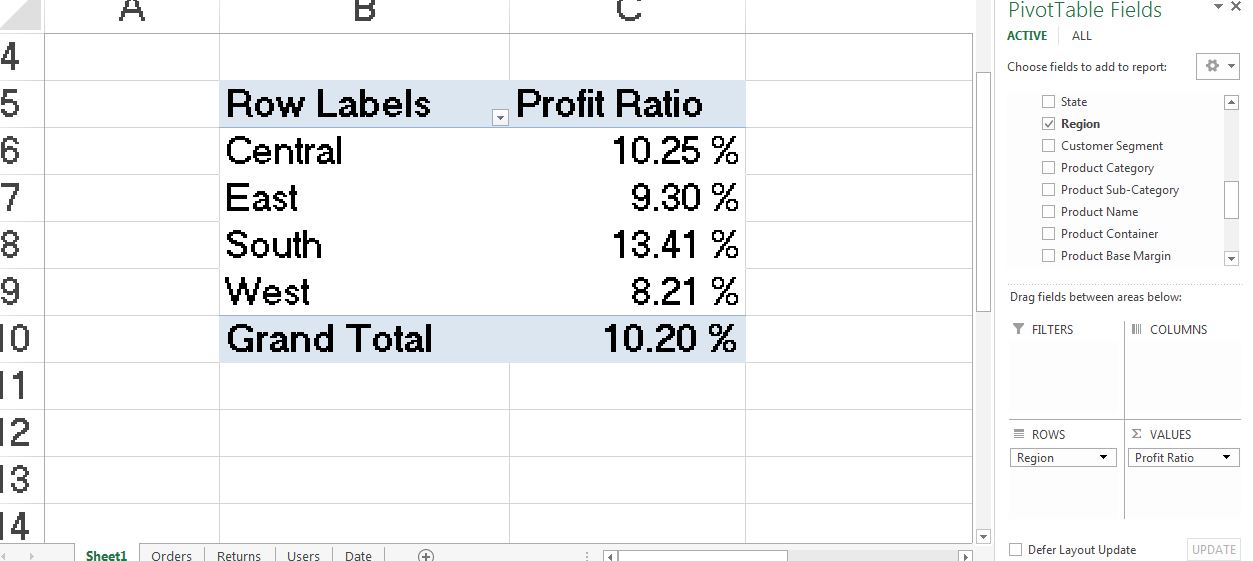 A B C
4
5 Row Labels Profit Ratio
6 Central 10.25 %
7 East 9.30 %
8 South 13.41 %
9 West 8.21 %
10 Grand Total 10.20 %
11
12
13
14
Sheet1 Orders Returns Users Date
PivotTable Fields
ACTIVE ALL
Choose fields to add to report:
State
Region
Customer Segment
Product Category
Product Sub-Category
Product Name
Product Container
Product Base Margin
Drag fields between areas below:
FILTERS COLUMNS
ROWS Σ VALUES
Region Profit Ratio
Defer Layout Update UPDATE